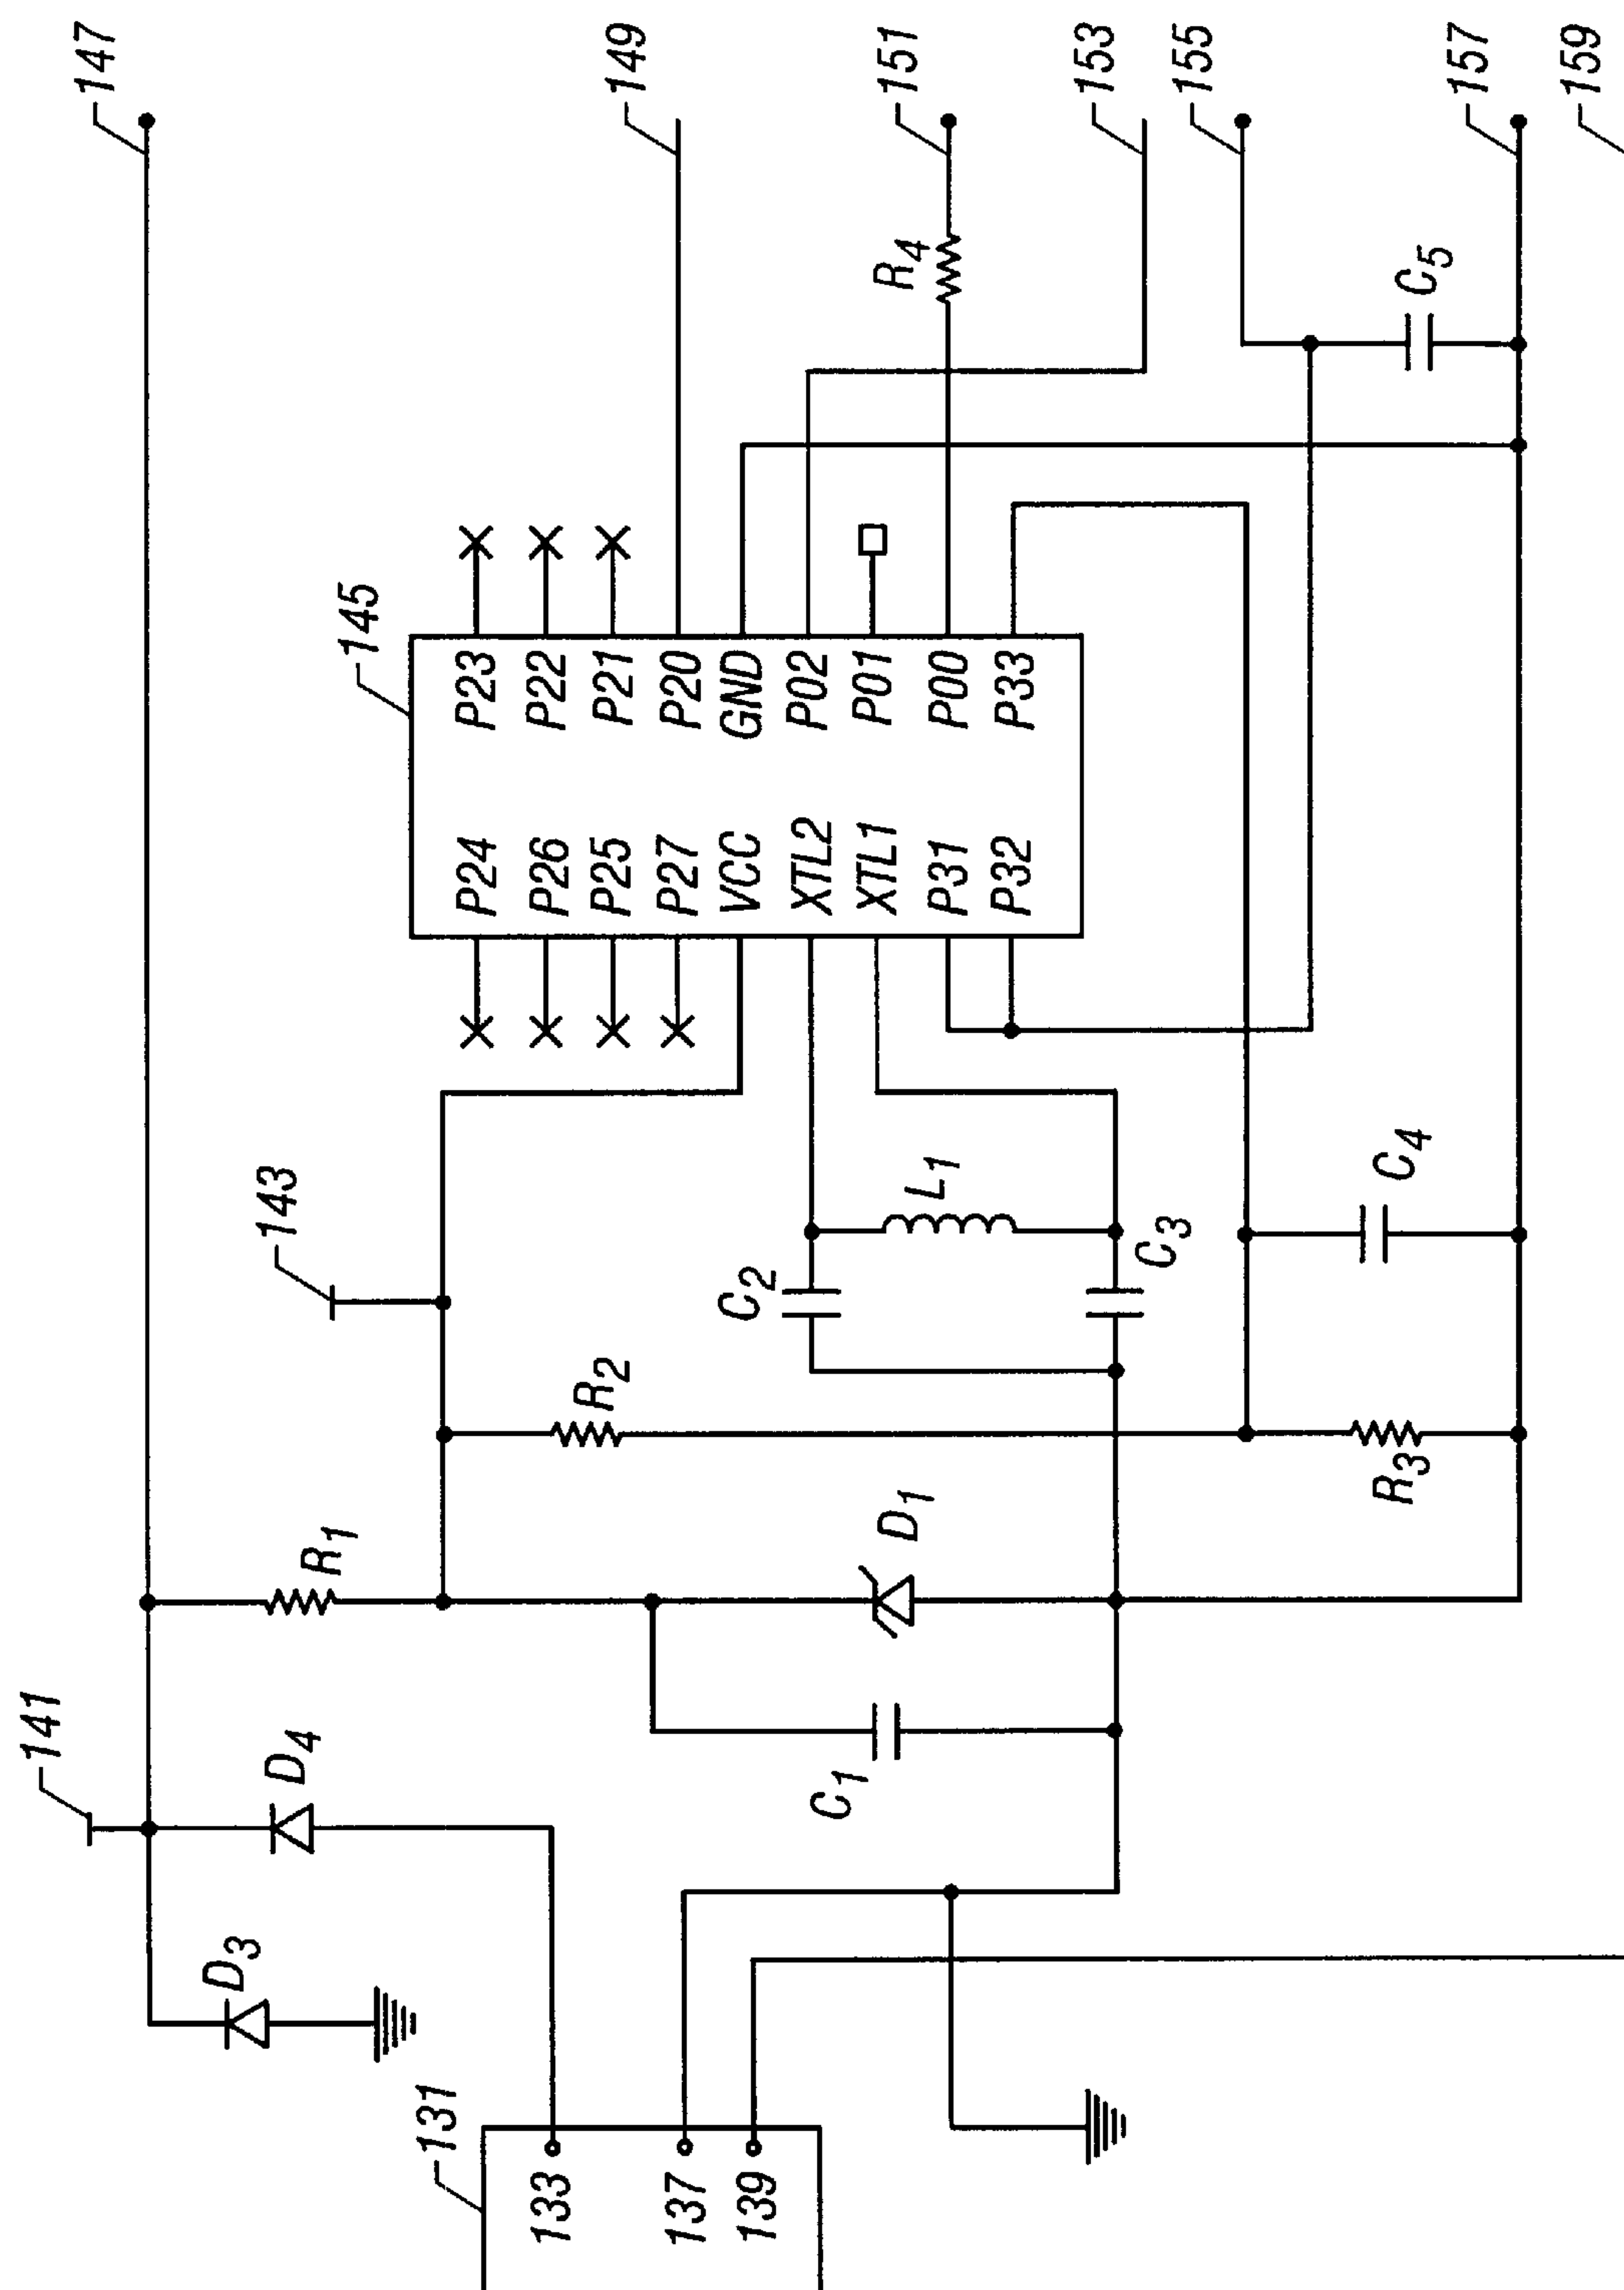 147
149
151
153
155
157
159
145
P23
P22
P21
P20
GND
P02
P01
P00
P33
P24
P26
P25
P27
VCC
XTL2
XTL1
P31
P32
R4
C5
143
C2
L1
C3
C4
R2
R3
R1
D1
141
D4
C1
D3
131
133
137
139